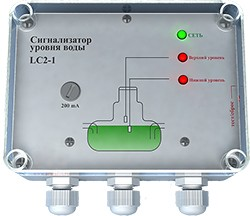 Сигнализатор
уровня воды
LC2-1
СЕТЬ
Верхний уровень
Нижний уровень
200 mA